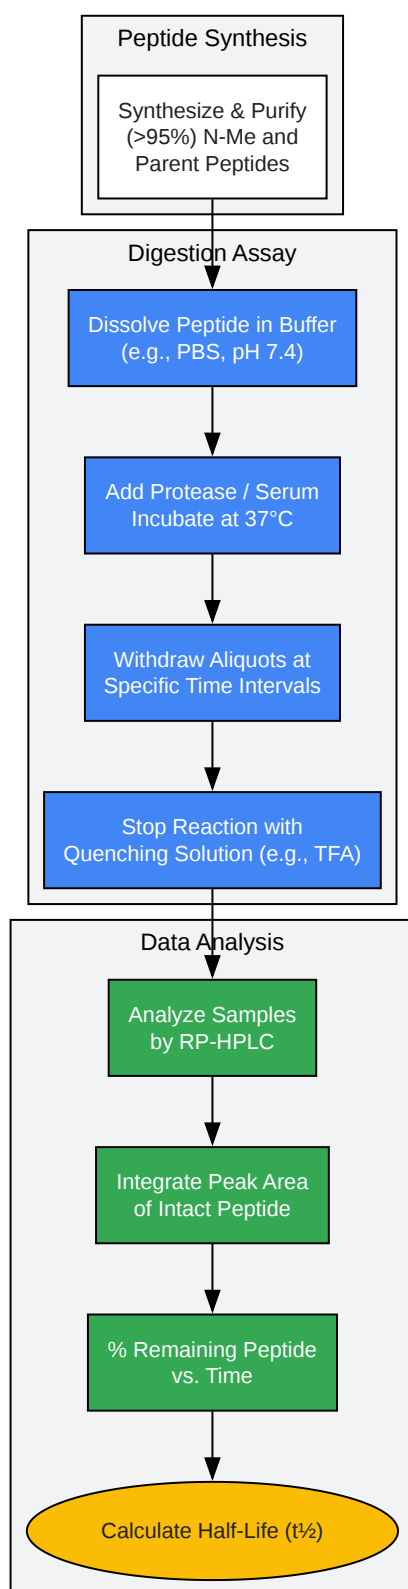 Peptide Synthesis
Synthesize & Purify
(>95%) N-Me and
Parent Peptides
Digestion Assay
Dissolve Peptide in Buffer
(e.g., PBS, pH 7.4)
Add Protease / Serum
Incubate at 37°C
Withdraw Aliquots at
Specific Time Intervals
Stop Reaction with
Quenching Solution (e.g., TFA)
Data Analysis
Analyze Samples
by RP-HPLC
Integrate Peak Area
of Intact Peptide
% Remaining Peptide
vs. Time
Calculate Half-Life (t½)